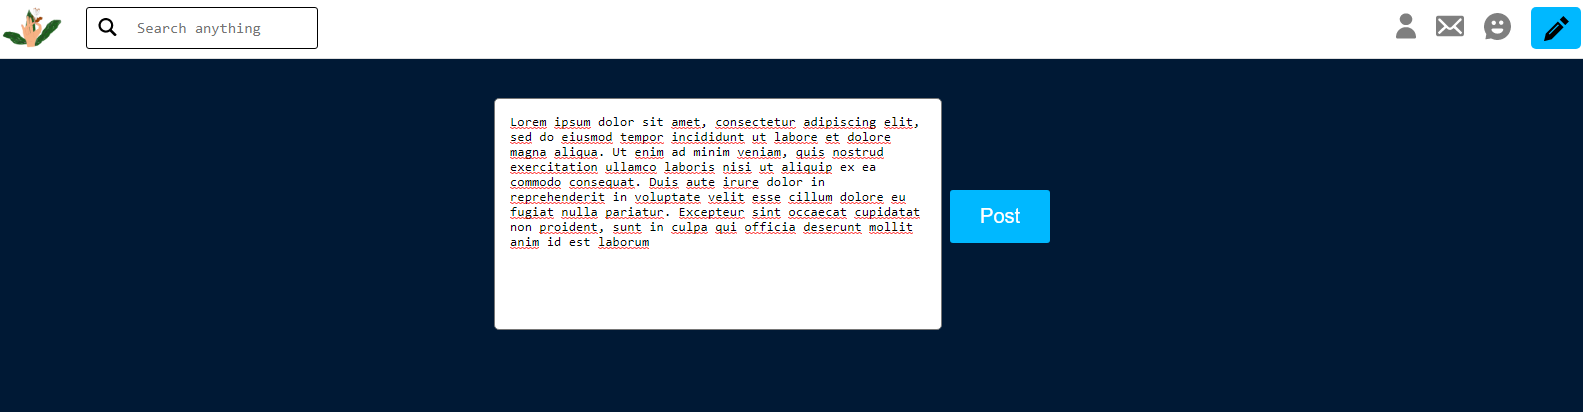 Search anything
Lorem ipsum dolor sit amet, consectetur adipiscing elit,
sed do eiusmod tempor incididunt ut labore et dolore
magna aliqua. Ut enim ad minim veniam, quis nostrud
exercitation ullamco laboris nisi ut aliquip ex ea
commodo consequat. Duis aute irure dolor in
reprehenderit in voluptate velit esse cillum dolore eu
fugiat nulla pariatur. Excepteur sint occaecat cupidatat
non proident, sunt in culpa qui officia deserunt mollit
anim id est laborum
Post